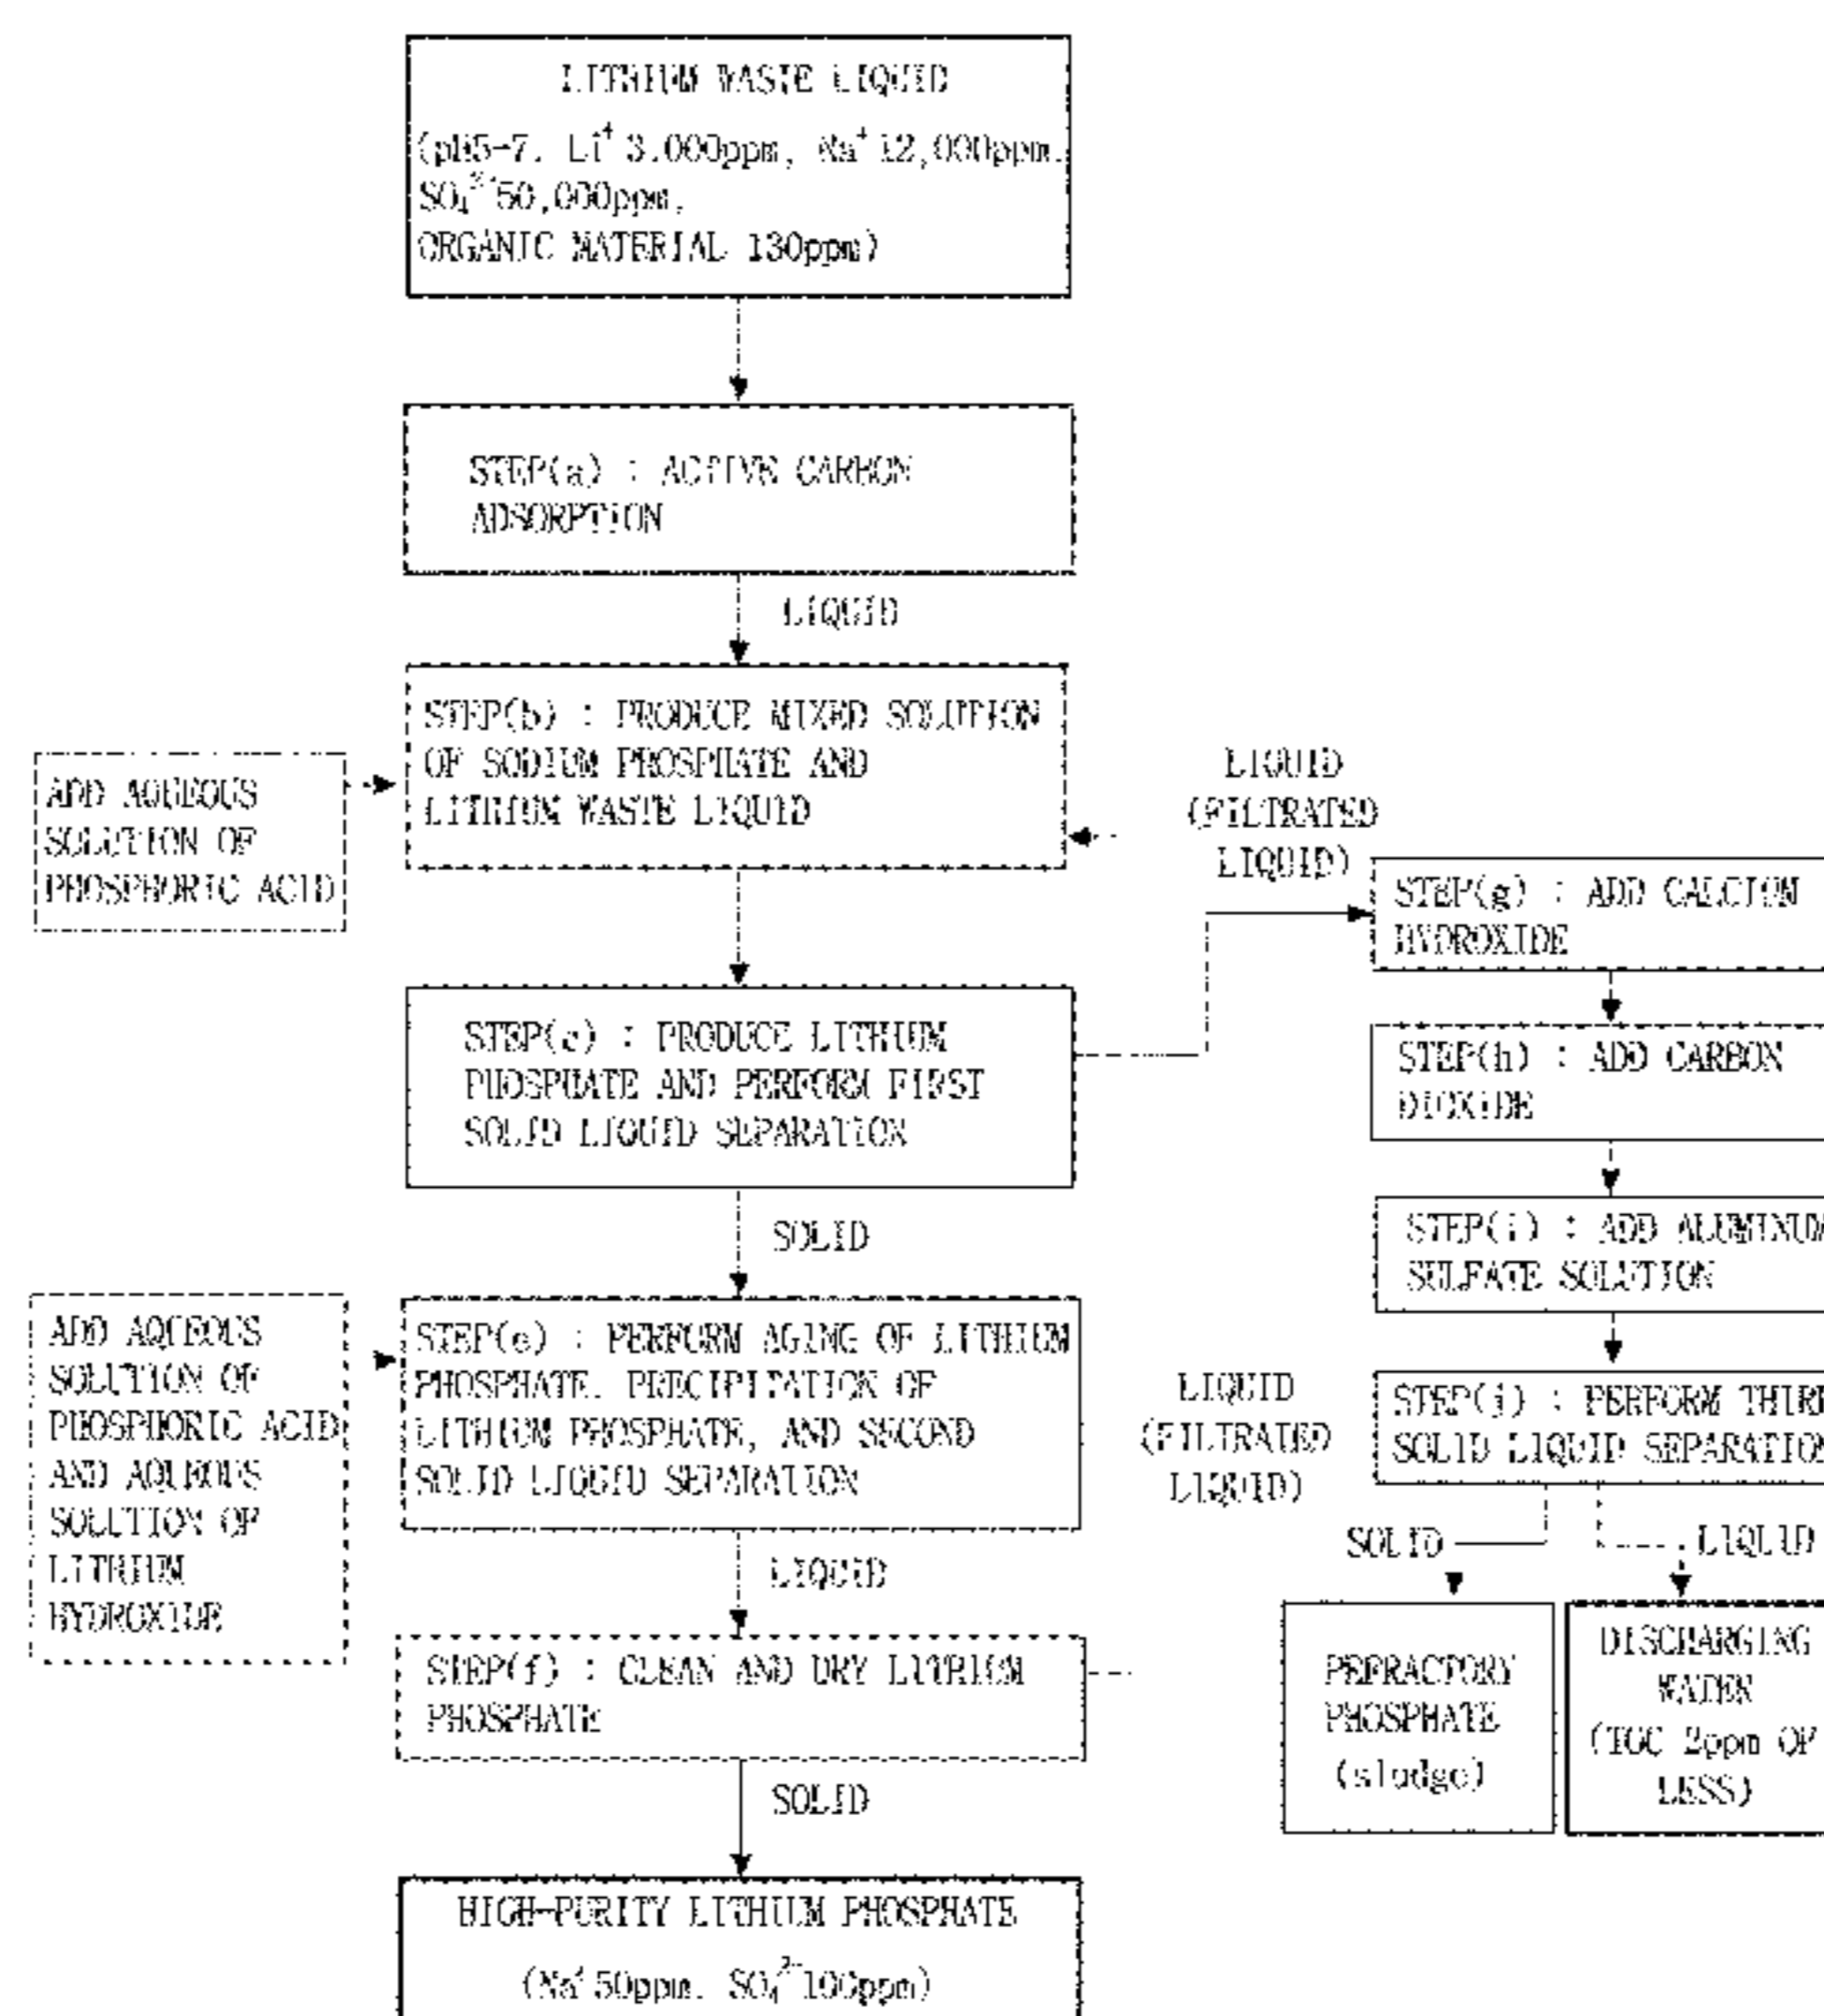 LITHIUM WASTE LIQUID
(pH5-7. Li⁺ 3.000ppm, Na⁺ 12,000ppm.
SO₄²⁻ 50,000ppm,
ORGANIC MATERIAL 130ppm)
STEP(a) : ACTIVE CARBON
ADSORPTION
LIQUID
STEP(b) : PRODUCE MIXED SOLUTION
OF SODIUM PHOSPHATE AND
LITHIUM WASTE LIQUID
ADD AQUEOUS
SOLUTION OF
PHOSPHORIC ACID
LIQUID
(FILTRATED
LIQUID)
STEP(g) : ADD CALCIUM
HYDROXIDE
STEP(c) : PRODUCE LITHIUM
PHOSPHATE AND PERFORM FIRST
SOLID LIQUID SEPARATION
STEP(h) : ADD CARBON
DIOXIDE
SOLID
STEP(i) : ADD ALUMINUM
SULFATE SOLUTION
ADD AQUEOUS
SOLUTION OF
PHOSPHORIC ACID
AND AQUEOUS
SOLUTION OF
LITHIUM
HYDROXIDE
STEP(e) : PERFORM AGING OF LITHIUM
PHOSPHATE. PRECIPITATION OF
LITHIUM PHOSPHATE, AND SECOND
SOLID LIQUID SEPARATION
LIQUID
(FILTRATED
LIQUID)
STEP(j) : PERFORM THIRD
SOLID LIQUID SEPARATION
SOLID
LIQUID
LIQUID
STEP(f) : CLEAN AND DRY LITHIUM
PHOSPHATE
PEFRACTORY
PHOSPHATE
(sludge)
DISCHARGING
WATER
(TOC 2ppm OF
LESS)
SOLID
HIGH-PURITY LITHIUM PHOSPHATE
(Na⁺ 50ppm. SO₄²⁻ 100ppm)